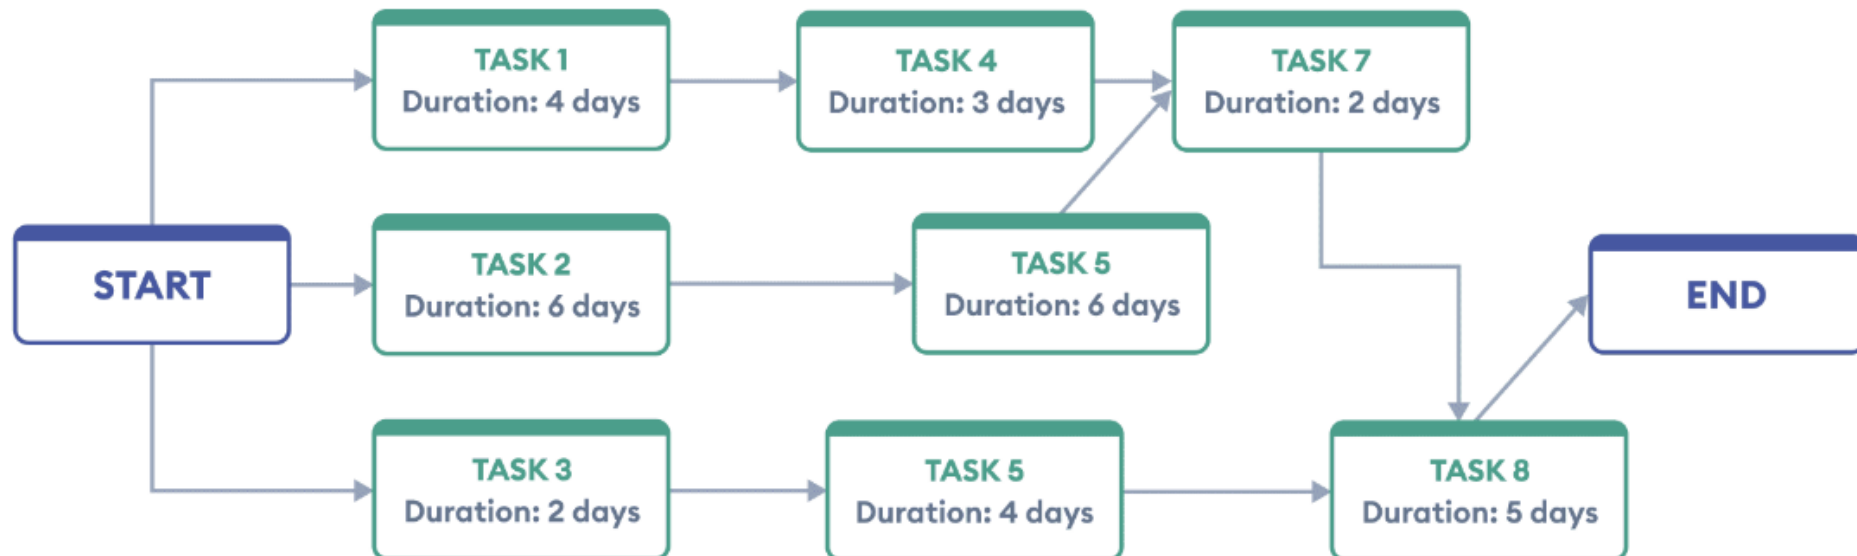 TASK 1
Duration: 4 days
TASK 4
Duration: 3 days
TASK 7
Duration: 2 days
START
TASK 2
Duration: 6 days
TASK 5
Duration: 6 days
END
TASK 3
Duration: 2 days
TASK 5
Duration: 4 days
TASK 8
Duration: 5 days